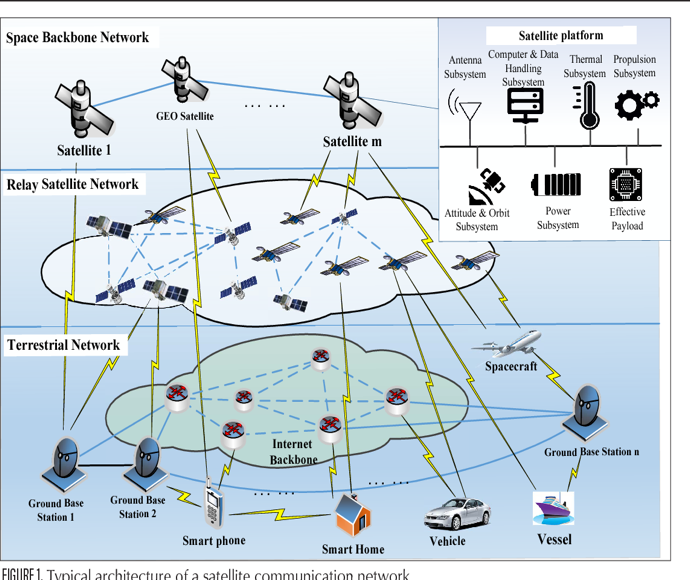 Space Backbone Network
Satellite platform
Antenna
Subsystem
Computer & Data
Handling
Subsystem
Thermal
Subsystem
Propulsion
Subsystem
GEO Satellite
... ...
Satellite 1
Satellite m
Relay Satellite Network
Attitude & Orbit
Subsystem
Power
Subsystem
Effective
Payload
Terrestrial Network
Spacecraft
Internet
Backbone
Ground Base Station n
Ground Base
Station 1
Ground Base
Station 2
... ...
... ...
Smart phone
Smart Home
Vehicle
Vessel
FIGURE 1. Typical architecture of a satellite communication network